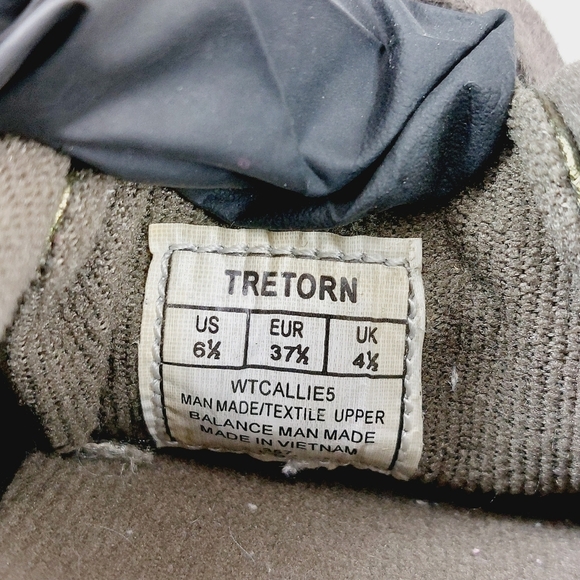 TRETORN
US EUR UK
6½ 37½ 4½
WTCALLIE5
MAN MADE/TEXTILE UPPER
BALANCE MAN MADE
MADE IN VIETNAM